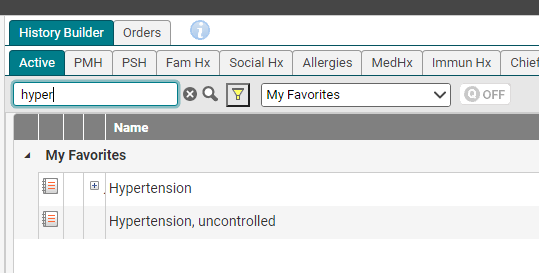 History Builder Orders
Active PMH PSH Fam Hx Social Hx Allergies MedHx Immun Hx Chief
hyper My Favorites OFF
Name
My Favorites
Hypertension
Hypertension, uncontrolled